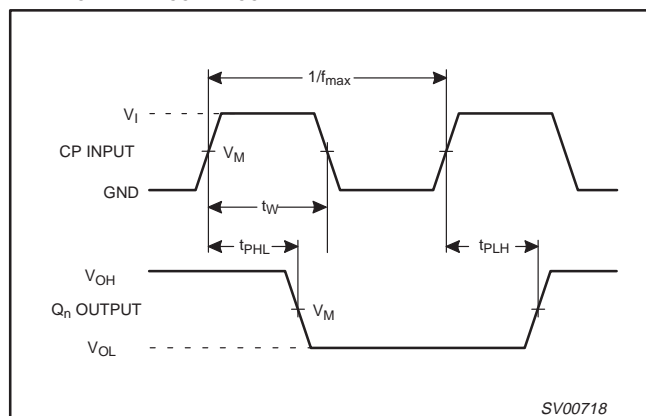 1/fmax
VI
CP INPUT
VM
GND
tW
tPHL
tPLH
VOH
Qn OUTPUT
VM
VOL
SV00718